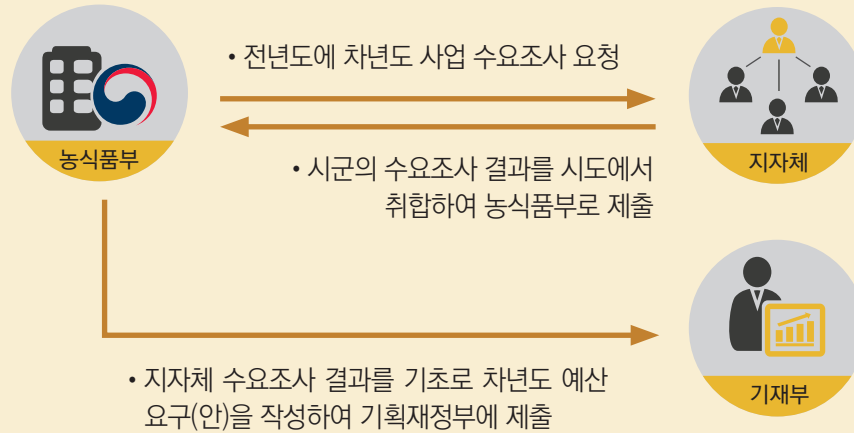 • 전년도에 차년도 사업 수요조사 요청
농식품부
지자체
• 시군의 수요조사 결과를 시도에서
취합하여 농식품부로 제출
• 지자체 수요조사 결과를 기초로 차년도 예산
요구(안)을 작성하여 기획재정부에 제출
기재부